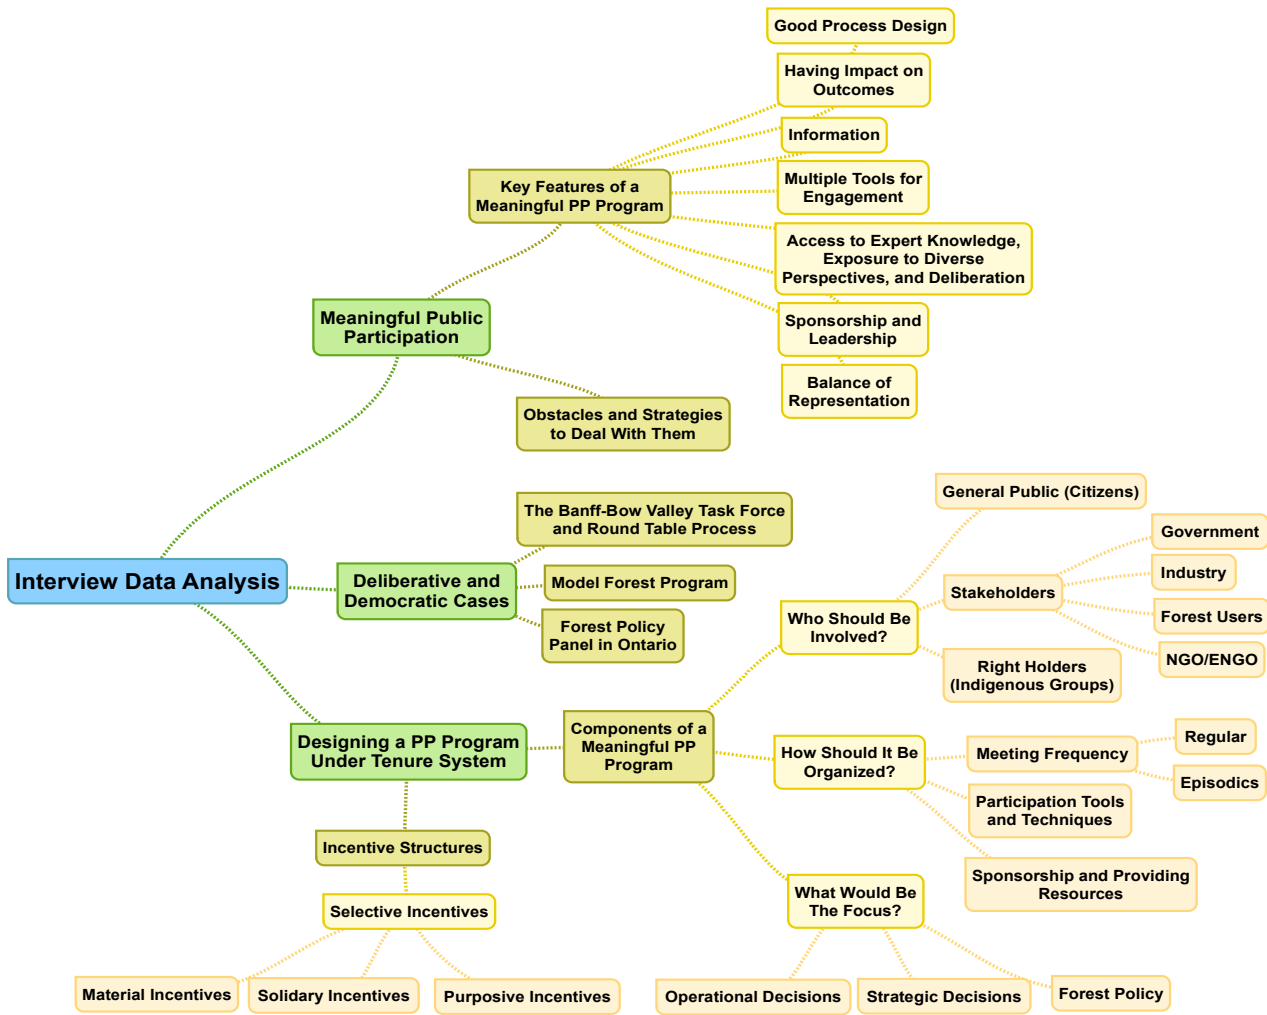 Good Process Design
Having Impact on
Outcomes
Information
Key Features of a
Meaningful PP Program
Multiple Tools for
Engagement
Access to Expert Knowledge,
Exposure to Diverse
Perspectives, and Deliberation
Meaningful Public
Participation
Sponsorship and
Leadership
Balance of
Representation
Obstacles and Strategies
to Deal With Them
Interview Data Analysis
Deliberative and
Democratic Cases
The Banff-Bow Valley Task Force
and Round Table Process
Model Forest Program
Forest Policy
Panel in Ontario
General Public (Citizens)
Who Should Be
Involved?
Stakeholders
Government
Industry
Forest Users
NGO/ENGO
Right Holders
(Indigenous Groups)
Designing a PP Program
Under Tenure System
Components of a
Meaningful PP
Program
How Should It Be
Organized?
Meeting Frequency
Regular
Episodics
Participation Tools
and Techniques
Sponsorship and Providing
Resources
What Would Be
The Focus?
Operational Decisions
Strategic Decisions
Forest Policy
Incentive Structures
Selective Incentives
Material Incentives
Solidary Incentives
Purposive Incentives